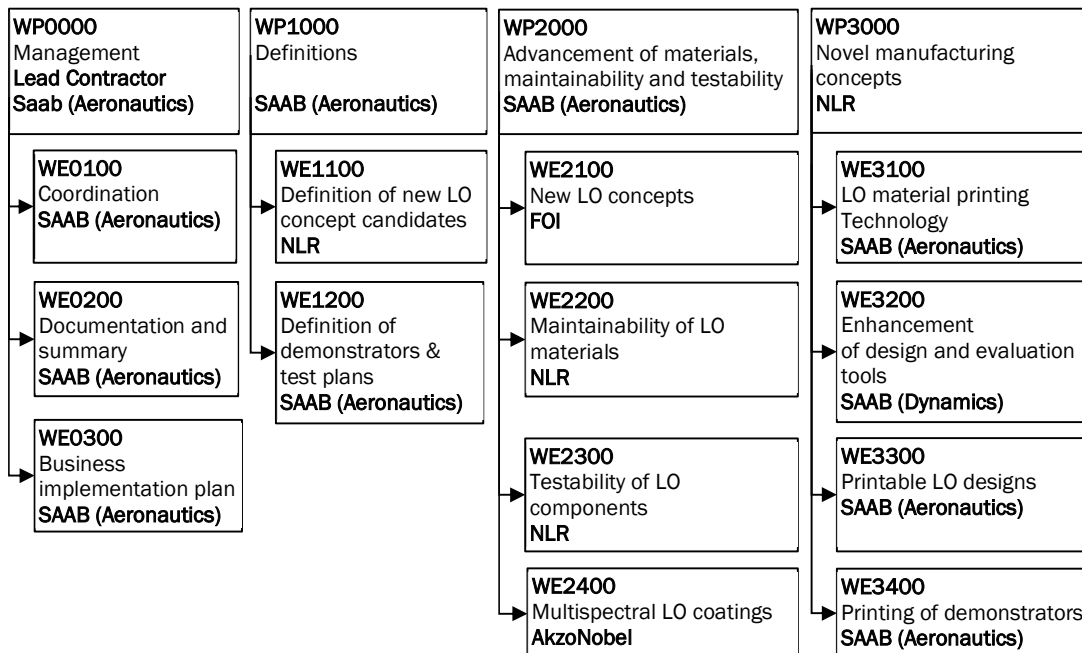 WP0000
Management
Lead Contractor
Saab (Aeronautics)
WE0100
Coordination
SAAB (Aeronautics)
WE0200
Documentation and
summary
SAAB (Aeronautics)
WE0300
Business
implementation plan
SAAB (Aeronautics)
WP1000
Definitions
SAAB (Aeronautics)
WE1100
Definition of new LO
concept candidates
NLR
WE1200
Definition of
demonstrators &
test plans
SAAB (Aeronautics)
WP2000
Advancement of materials,
maintainability and testability
SAAB (Aeronautics)
WE2100
New LO concepts
FOI
WE2200
Maintainability of LO
materials
NLR
WE2300
Testability of LO
components
NLR
WE2400
Multispectral LO coatings
AkzoNobel
WP3000
Novel manufacturing
concepts
NLR
WE3100
LO material printing
Technology
SAAB (Aeronautics)
WE3200
Enhancement
of design and evaluation
tools
SAAB (Dynamics)
WE3300
Printable LO designs
SAAB (Aeronautics)
WE3400
Printing of demonstrators
SAAB (Aeronautics)